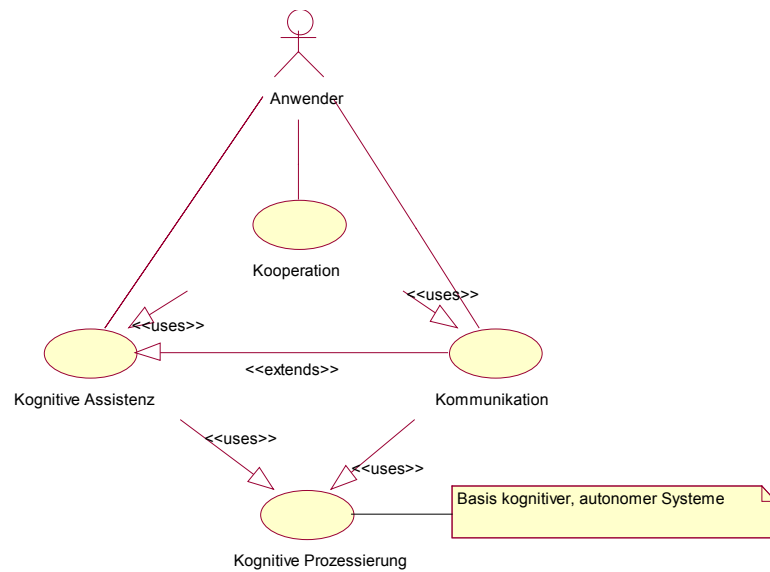 Anwender
Kooperation
<<uses>>
<<uses>>
<<extends>>
Kognitive Assistenz
Kommunikation
<<uses>>
<<uses>>
Basis kognitiver, autonomer Systeme
Kognitive Prozessierung